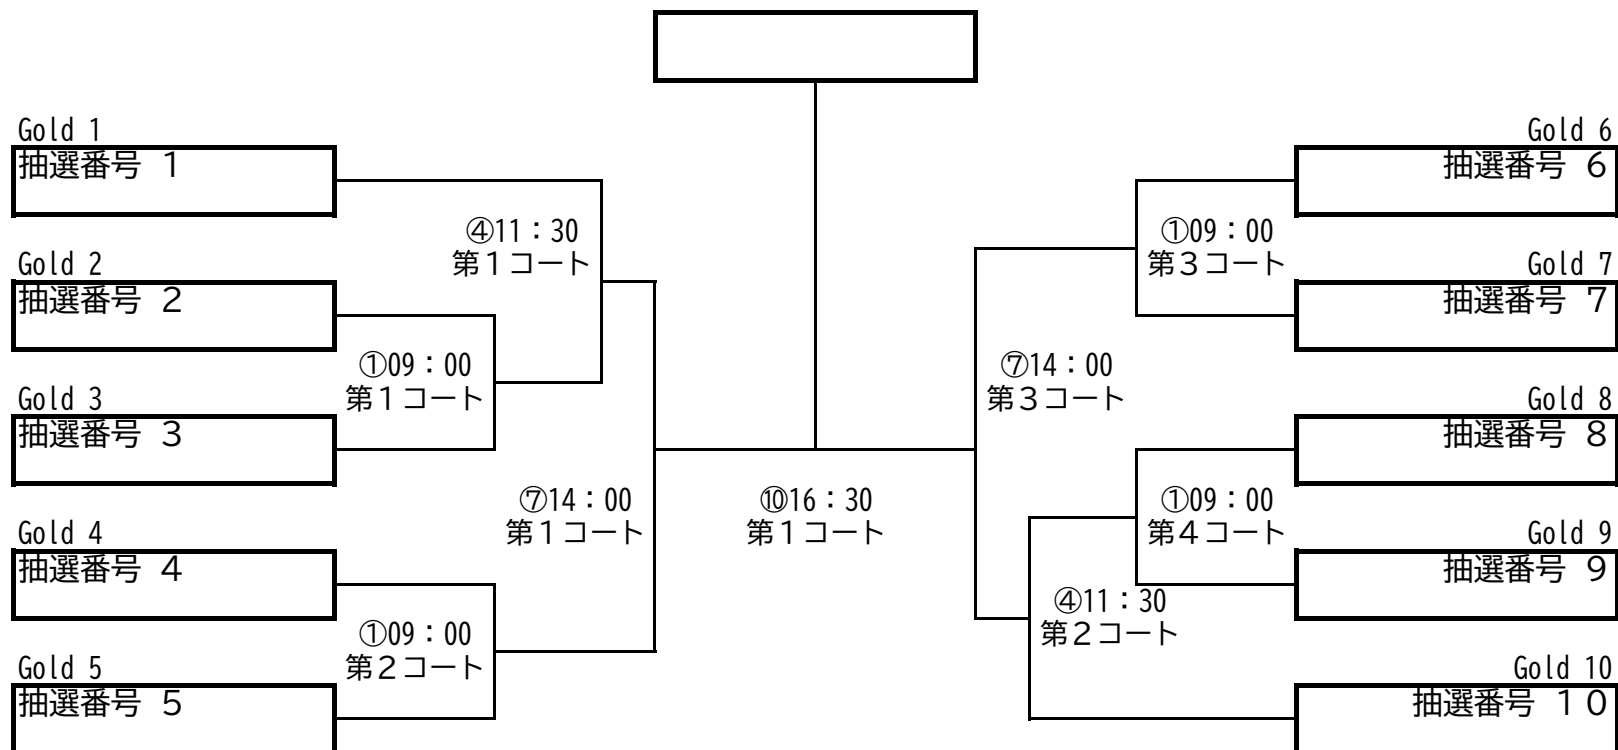 Gold 1
抽選番号 1
Gold 2
抽選番号 2
Gold 3
抽選番号 3
Gold 4
抽選番号 4
Gold 5
抽選番号 5
④11：30
第１コート
①09：00
第１コート
①09：00
第２コート
⑦14：00
第１コート
⑩16：30
第１コート
⑦14：00
第３コート
①09：00
第３コート
①09：00
第４コート
④11：30
第２コート
Gold 6
抽選番号 6
Gold 7
抽選番号 7
Gold 8
抽選番号 8
Gold 9
抽選番号 9
Gold 10
抽選番号 １０